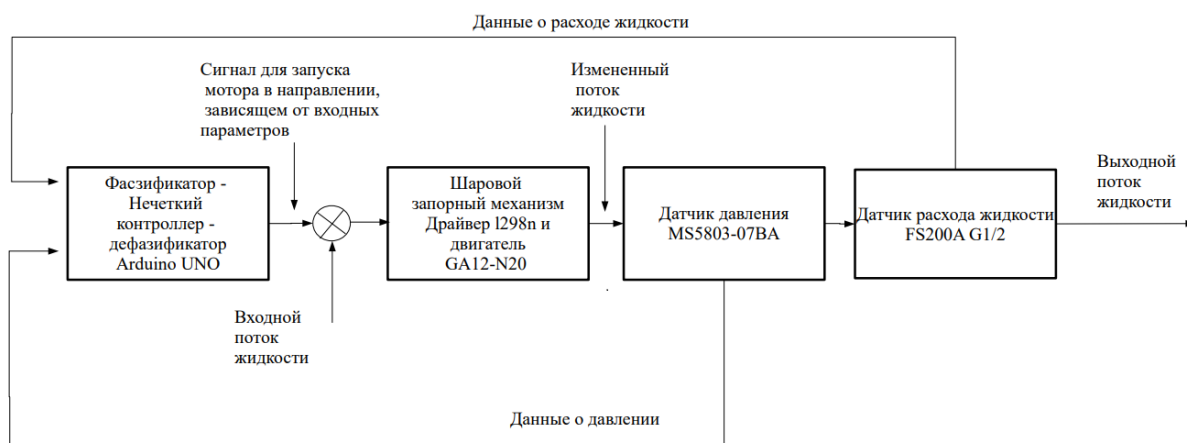 Данные о расходе жидкости
Сигнал для запуска
мотора в направлении,
зависящем от входных
параметров
Измененный
поток
жидкости
Выходной
поток
жидкости
Фасзификатор -
Нечеткий
контроллер -
дефазификатор
Arduino UNO
Шаровой
запорный механизм
Драйвер l298n и
двигатель
GA12-N20
Датчик давления
MS5803-07BA
Датчик расхода жидкости
FS200A G1/2
Входной
поток
жидкости
Данные о давлении